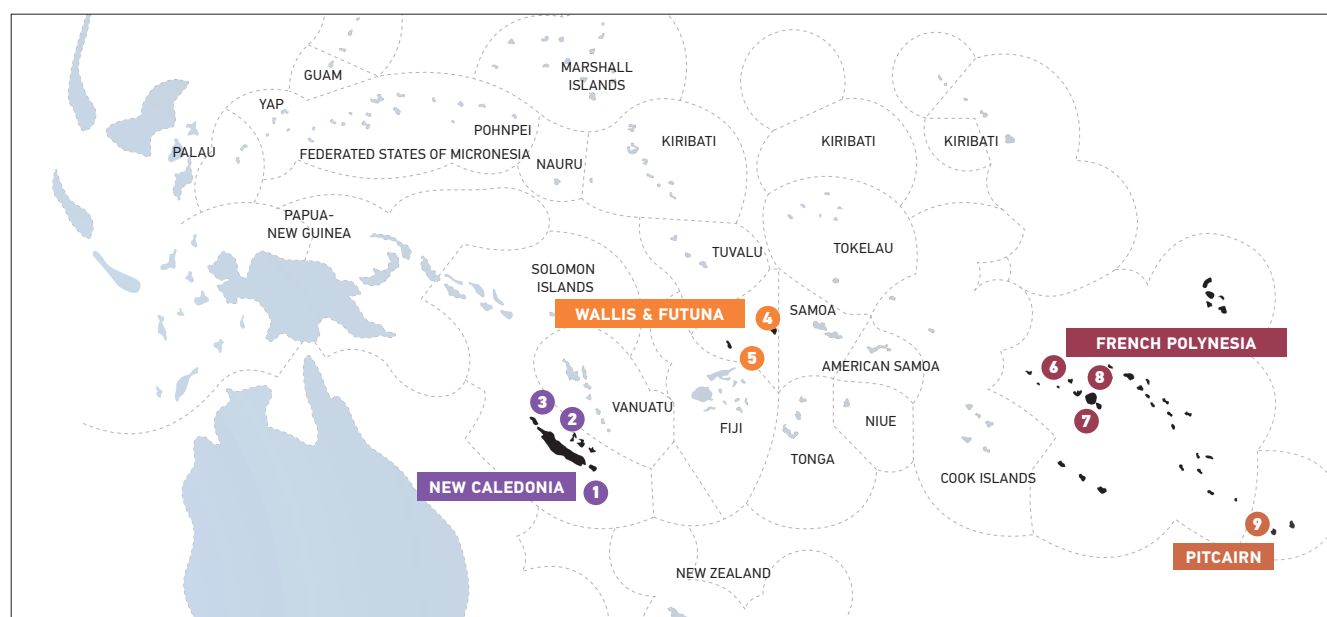 GUAM
MARSHALL
ISLANDS
YAP
POHNPEI
PALAU
FEDERATED STATES OF MICRONESIA
NAURU
KIRIBATI
KIRIBATI
KIRIBATI
PAPUA-
NEW GUINEA
TUVALU
TOKELAU
SOLOMON
ISLANDS
WALLIS & FUTUNA
4
SAMOA
5
FRENCH POLYNESIA
6
8
7
AMERICAN SAMOA
3
2
VANUATU
FIJI
NIUE
TONGA
COOK ISLANDS
NEW CALEDONIA
1
9
PITCAIRN
NEW ZEALAND